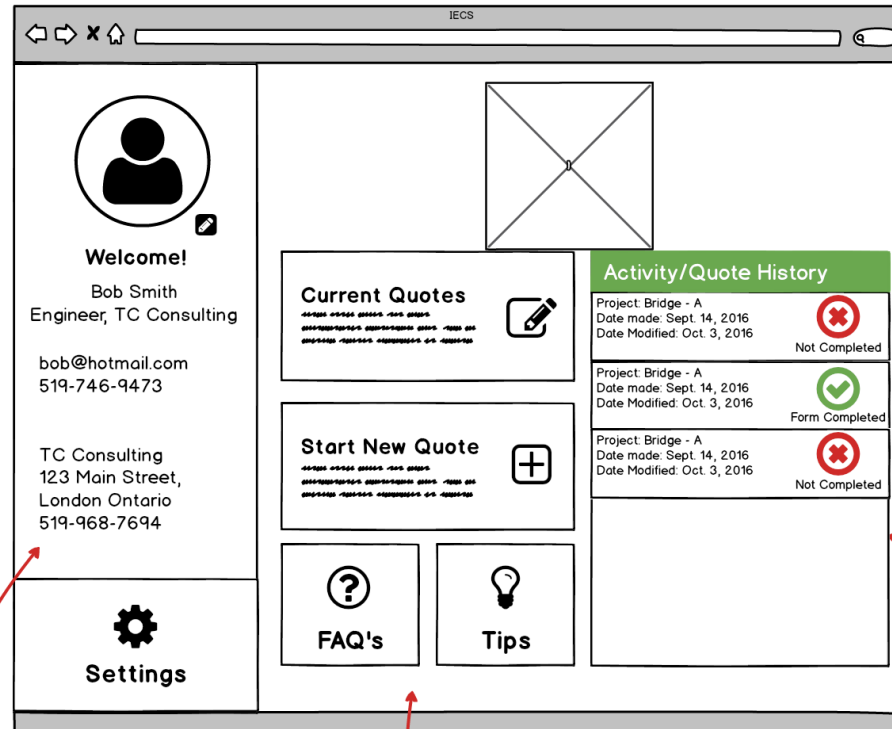 IECS
Welcome!
Bob Smith
Engineer, TC Consulting
bob@hotmail.com
519-746-9473
TC Consulting
123 Main Street,
London Ontario
519-968-7694
Settings
Current Quotes
Start New Quote
FAQ's
Tips
Activity/Quote History
Project: Bridge - A
Date made: Sept. 14, 2016
Date Modified: Oct. 3, 2016
Not Completed
Project: Bridge - A
Date made: Sept. 14, 2016
Date Modified: Oct. 3, 2016
Form Completed
Project: Bridge - A
Date made: Sept. 14, 2016
Date Modified: Oct. 3, 2016
Not Completed